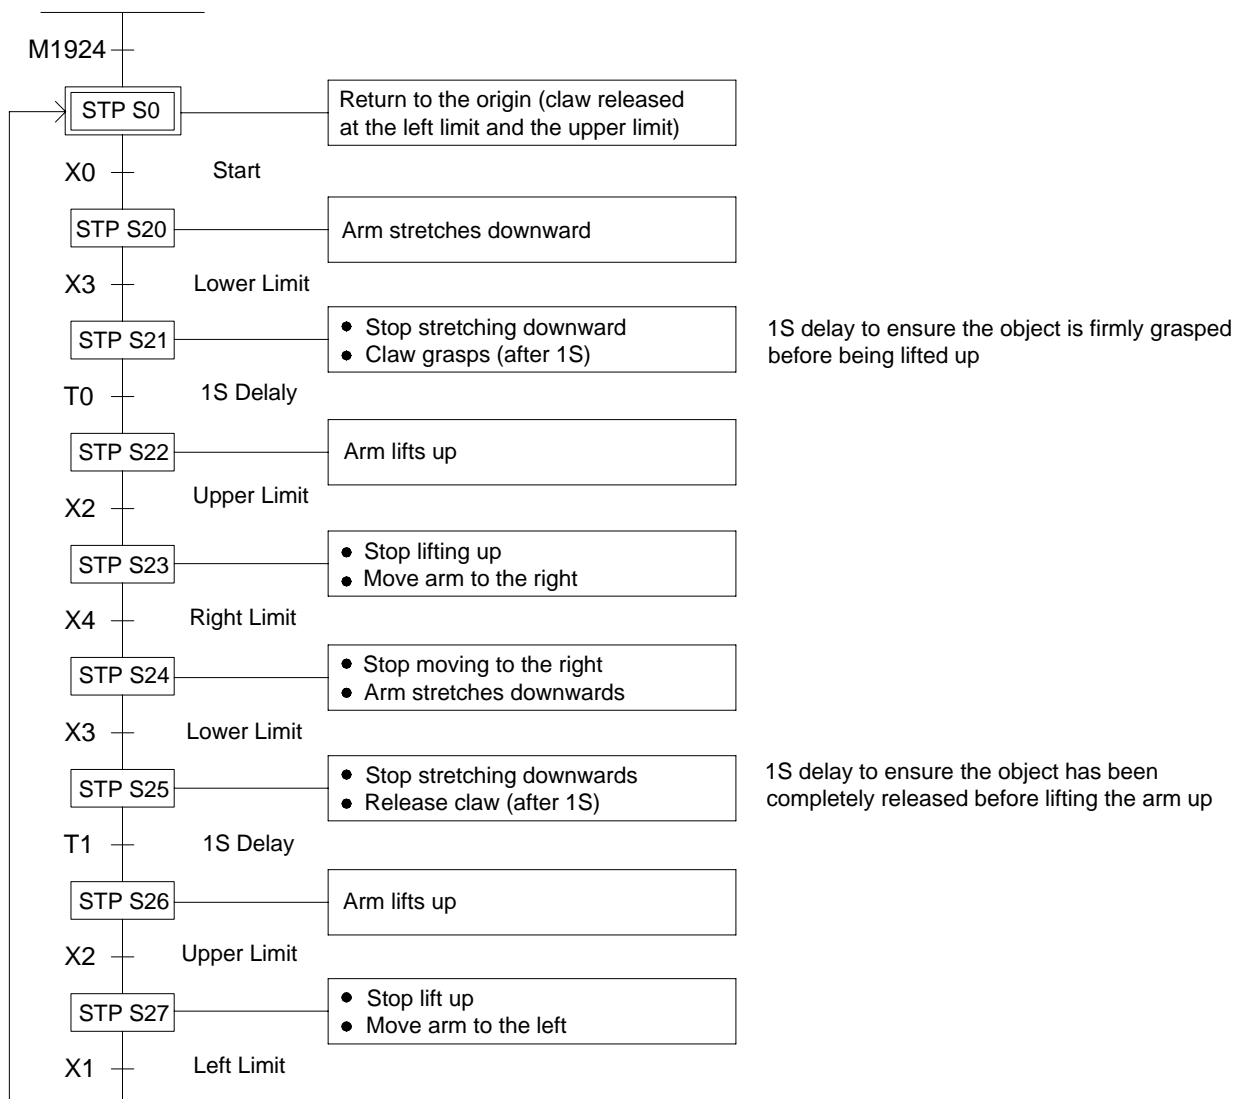 M1924
STP S0
Return to the origin (claw released
at the left limit and the upper limit)
X0
Start
STP S20
Arm stretches downward
X3
Lower Limit
STP S21
● Stop stretching downward
● Claw grasps (after 1S)
1S delay to ensure the object is firmly grasped
before being lifted up
T0
1S Delaly
STP S22
Arm lifts up
X2
Upper Limit
STP S23
● Stop lifting up
● Move arm to the right
X4
Right Limit
STP S24
● Stop moving to the right
● Arm stretches downwards
X3
Lower Limit
STP S25
● Stop stretching downwards
● Release claw (after 1S)
1S delay to ensure the object has been
completely released before lifting the arm up
T1
1S Delay
STP S26
Arm lifts up
X2
Upper Limit
STP S27
● Stop lift up
● Move arm to the left
X1
Left Limit